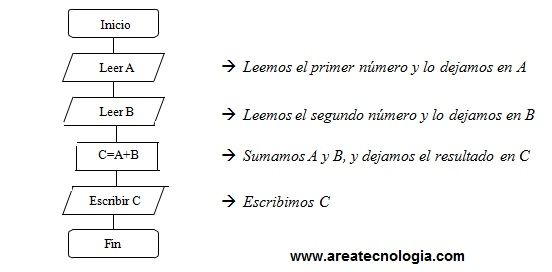 Inicio
Leer A
→ Leemos el primer número y lo dejamos en A
Leer B
→ Leemos el segundo número y lo dejamos en B
C=A+B
→ Sumamos A y B, y dejamos el resultado en C
Escribir C
→ Escribimos C
Fin
www.areatecnologia.com